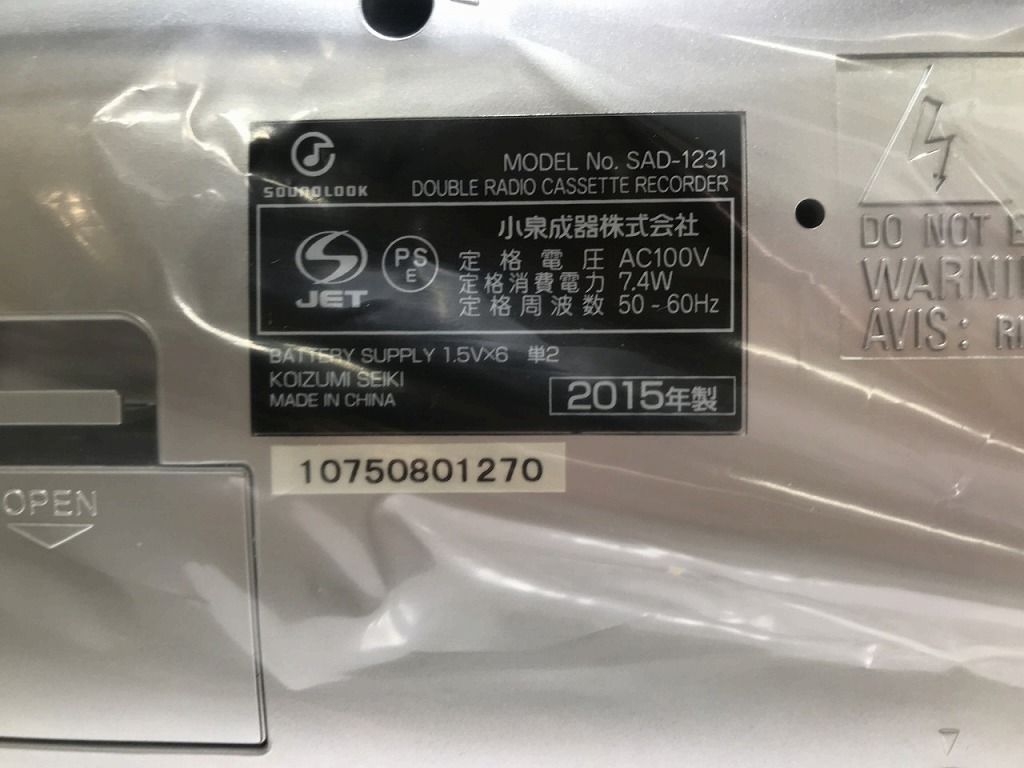 SOUNDLOOK
MODEL No. SAD-1231
DOUBLE RADIO CASSETTE RECORDER
小泉成器株式会社
JET
PS
E
定格電圧 AC100V
定格消費電力 7.4W
定格周波数 50-60Hz
BATTERY SUPPLY 1.5V×6 単2
KOIZUMI SEIKI
MADE IN CHINA
2015年製
10750801270
OPEN
DO NOT
WARNIN
AVIS: